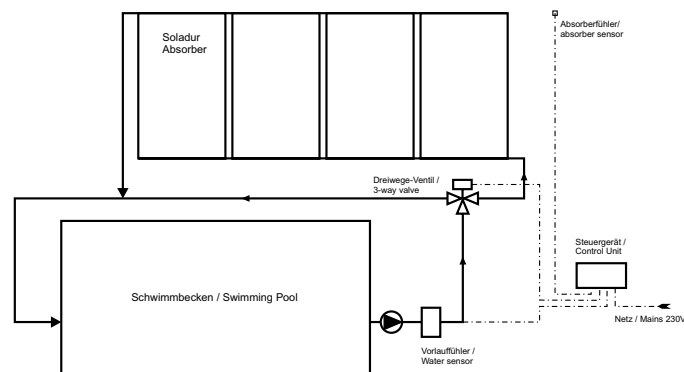 Soladur
Absorber
Absorberfühler/
absorber sensor
Dreiwege-Ventil /
3-way valve
Steuergerät /
Control Unit
Schwimmbecken / Swimming Pool
Netz / Mains 230V
Vorlauffühler /
Water sensor